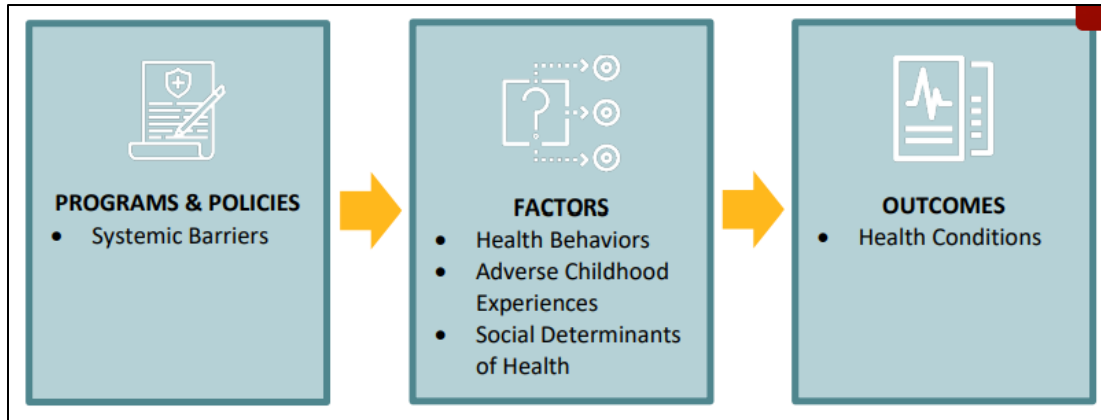 PROGRAMS & POLICIES
• Systemic Barriers
FACTORS
• Health Behaviors
• Adverse Childhood
Experiences
• Social Determinants
of Health
OUTCOMES
• Health Conditions